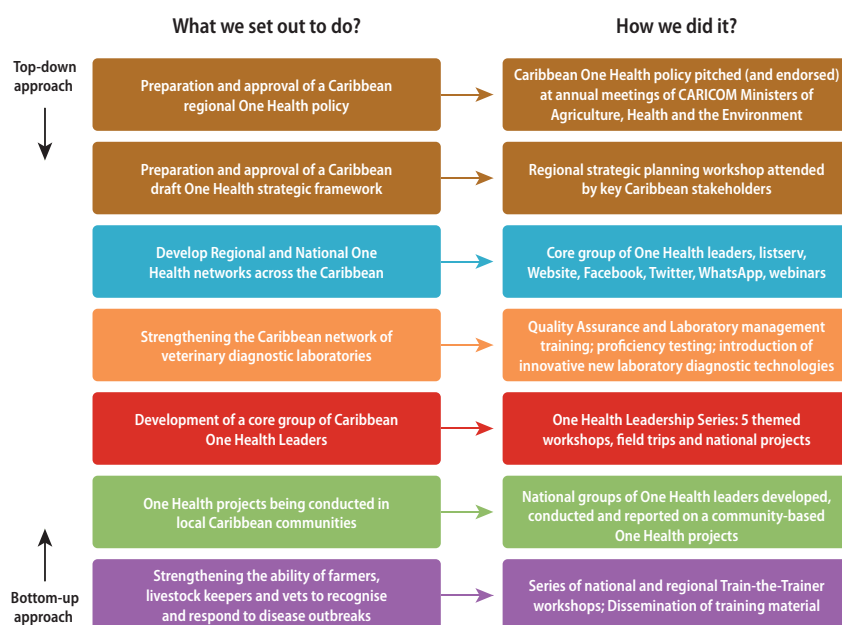 What we set out to do?
How we did it?
Top-down
approach
Preparation and approval of a Caribbean
regional One Health policy
Caribbean One Health policy pitched (and endorsed)
at annual meetings of CARICOM Ministers of
Agriculture, Health and the Environment
Preparation and approval of a Caribbean
draft One Health strategic framework
Regional strategic planning workshop attended
by key Caribbean stakeholders
Develop Regional and National One
Health networks across the Caribbean
Core group of One Health leaders, listserv,
Website, Facebook, Twitter, WhatsApp, webinars
Strengthening the Caribbean network of
veterinary diagnostic laboratories
Quality Assurance and Laboratory management
training; proficiency testing; introduction of
innovative new laboratory diagnostic technologies
Development of a core group of Caribbean
One Health Leaders
One Health Leadership Series: 5 themed
workshops, field trips and national projects
One Health projects being conducted in
local Caribbean communities
National groups of One Health leaders developed,
conducted and reported on a community-based
One Health projects
Bottom-up
approach
Strengthening the ability of farmers,
livestock keepers and vets to recognise
and respond to disease outbreaks
Series of national and regional Train-the-Trainer
workshops; Dissemination of training material